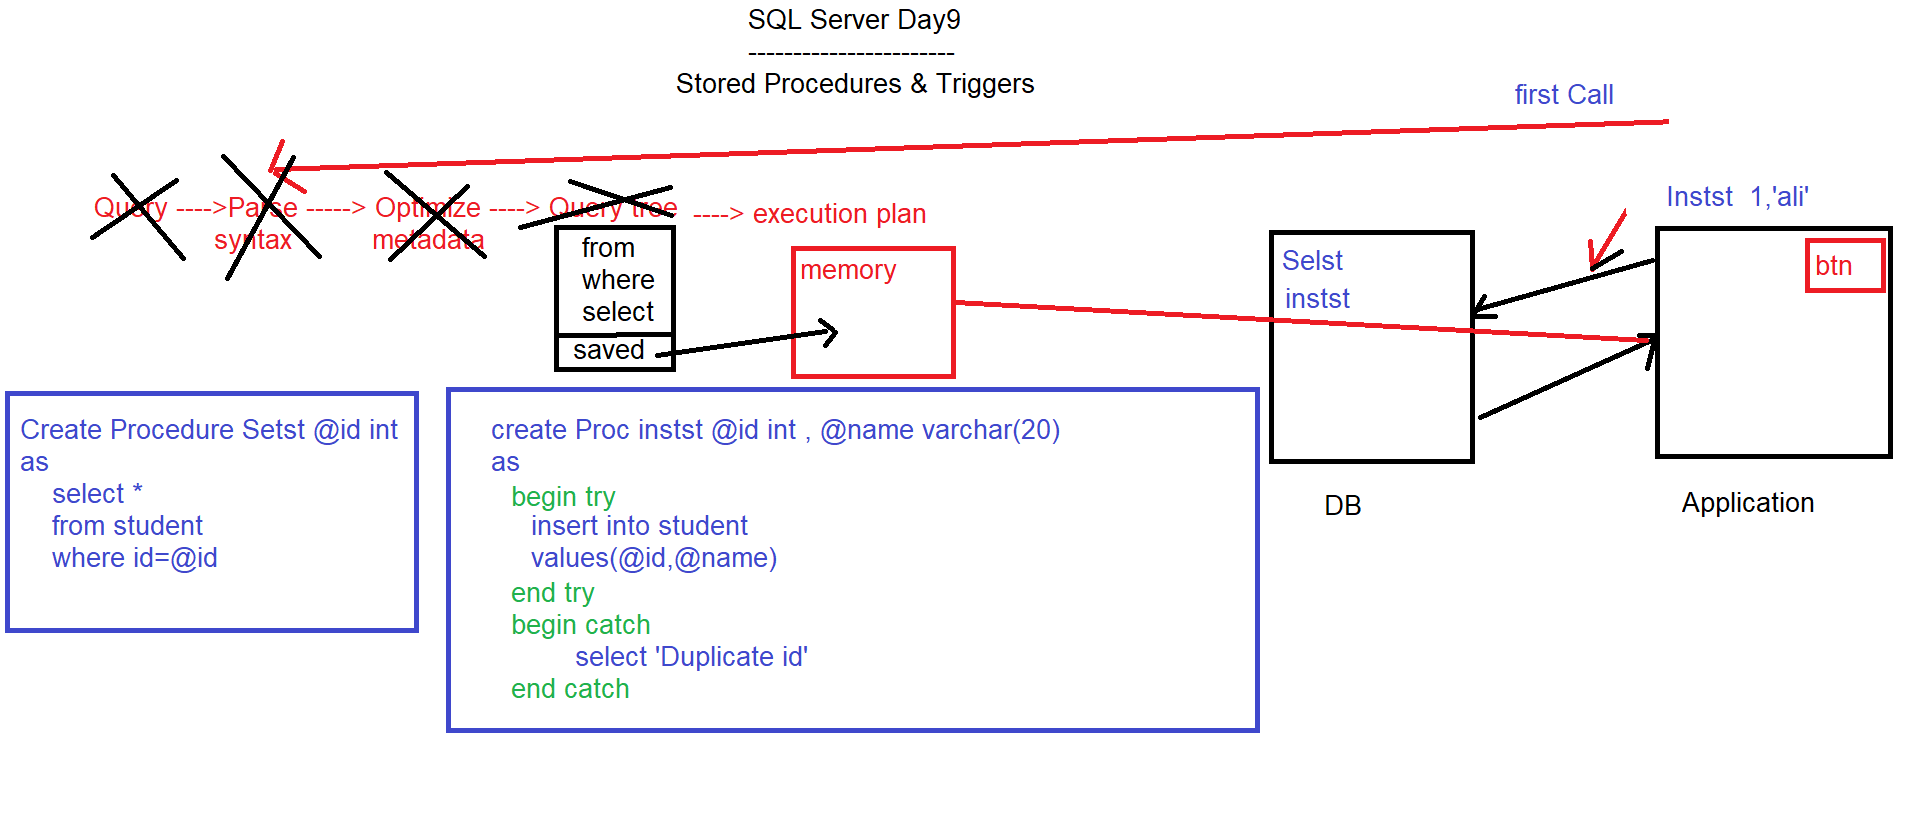 SQL Server Day9
-----------------------
Stored Procedures & Triggers
first Call
Query ---->Parse -----> Optimize ----> Query tree ----> execution plan
syntax metadata
Instst 1,'ali'
from
where
select
saved
memory
Selst
instst
btn
DB
Application
Create Procedure Setst @id int
as
select *
from student
where id=@id
create Proc instst @id int , @name varchar(20)
as
begin try
insert into student
values(@id,@name)
end try
begin catch
select 'Duplicate id'
end catch